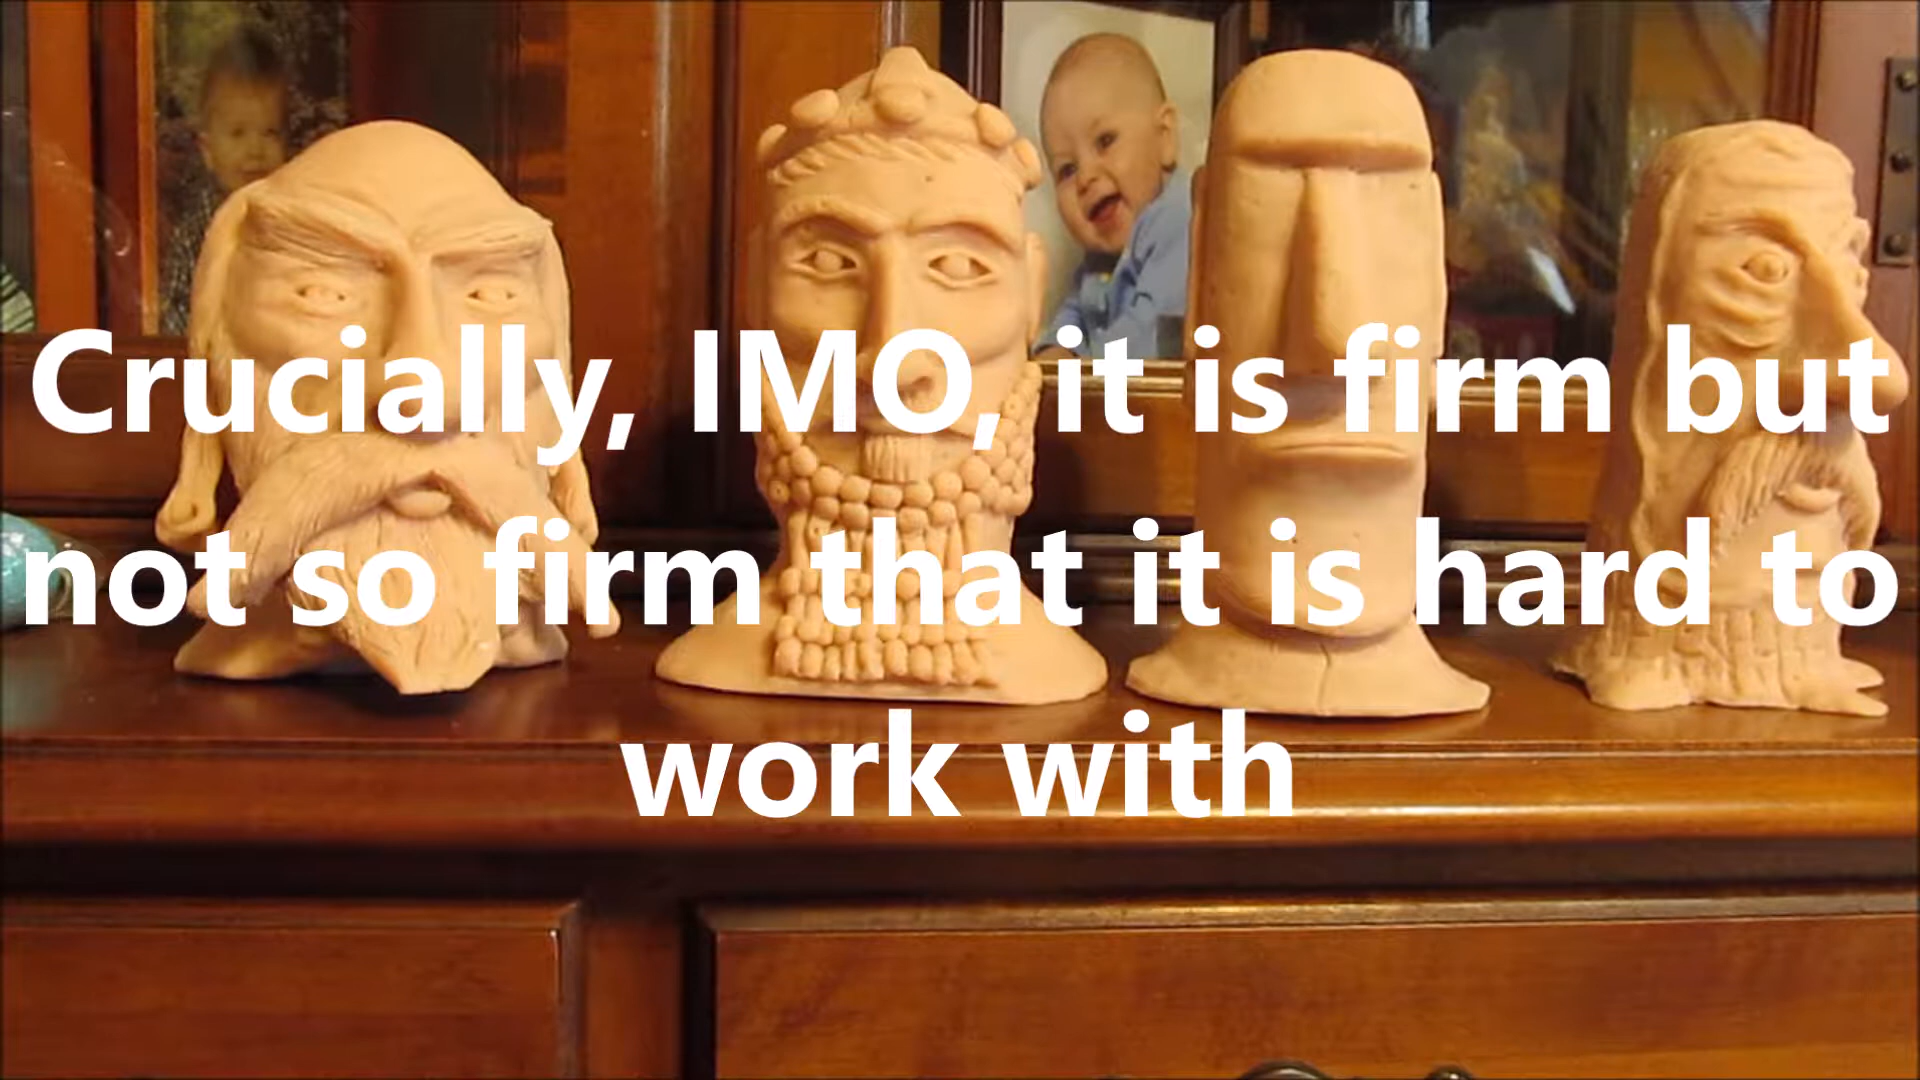 Crucially, IMO, it is firm but
not so firm that it is hard to
work with